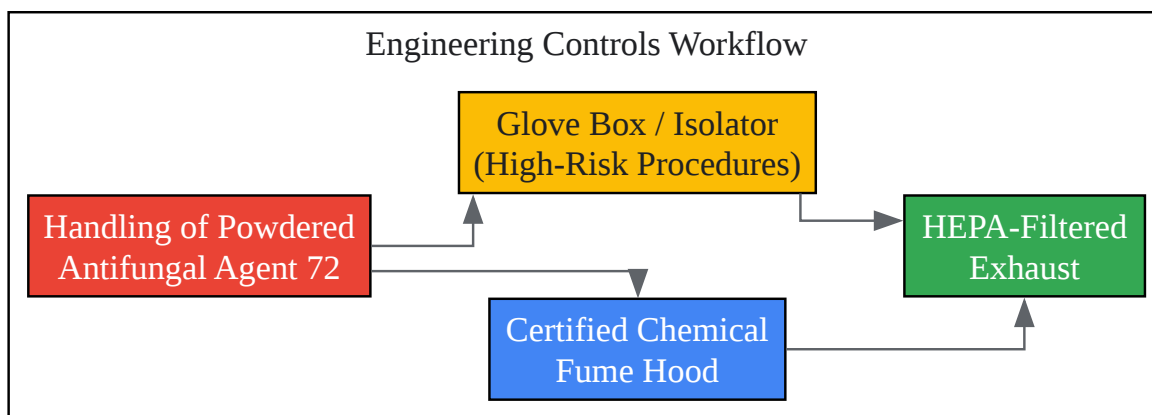 Engineering Controls Workflow
Glove Box / Isolator
(High-Risk Procedures)
Handling of Powdered
Antifungal Agent 72
HEPA-Filtered
Exhaust
Certified Chemical
Fume Hood